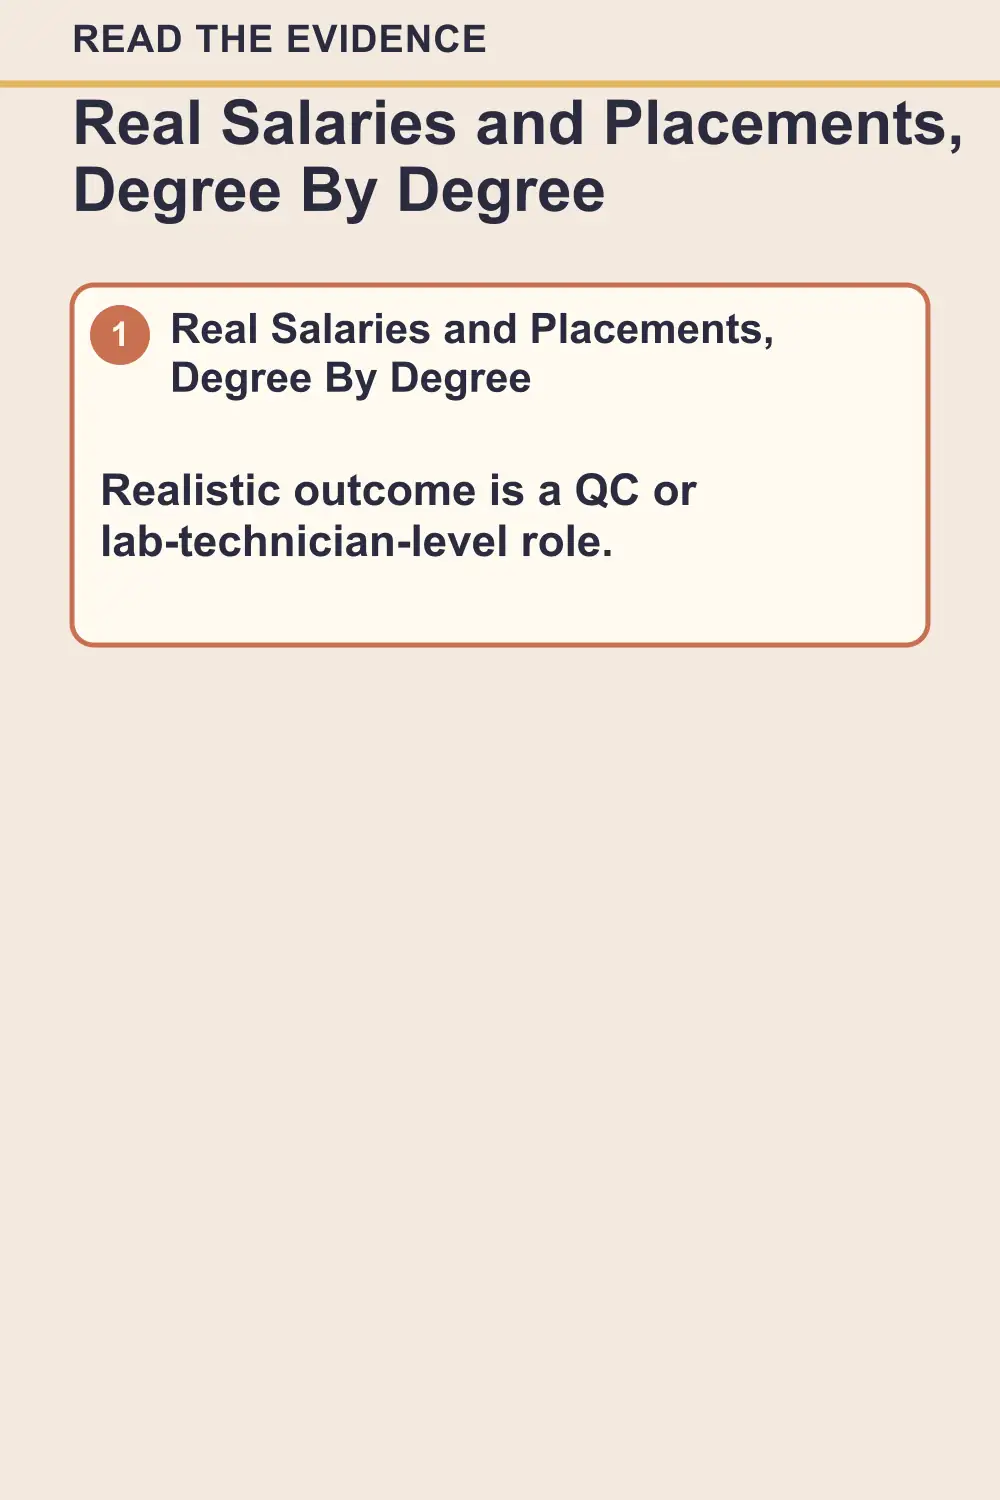 READ THE EVIDENCE
Real Salaries and Placements,
Degree By Degree
1
Real Salaries and Placements,
Degree By Degree
Realistic outcome is a QC or
lab-technician-level role.